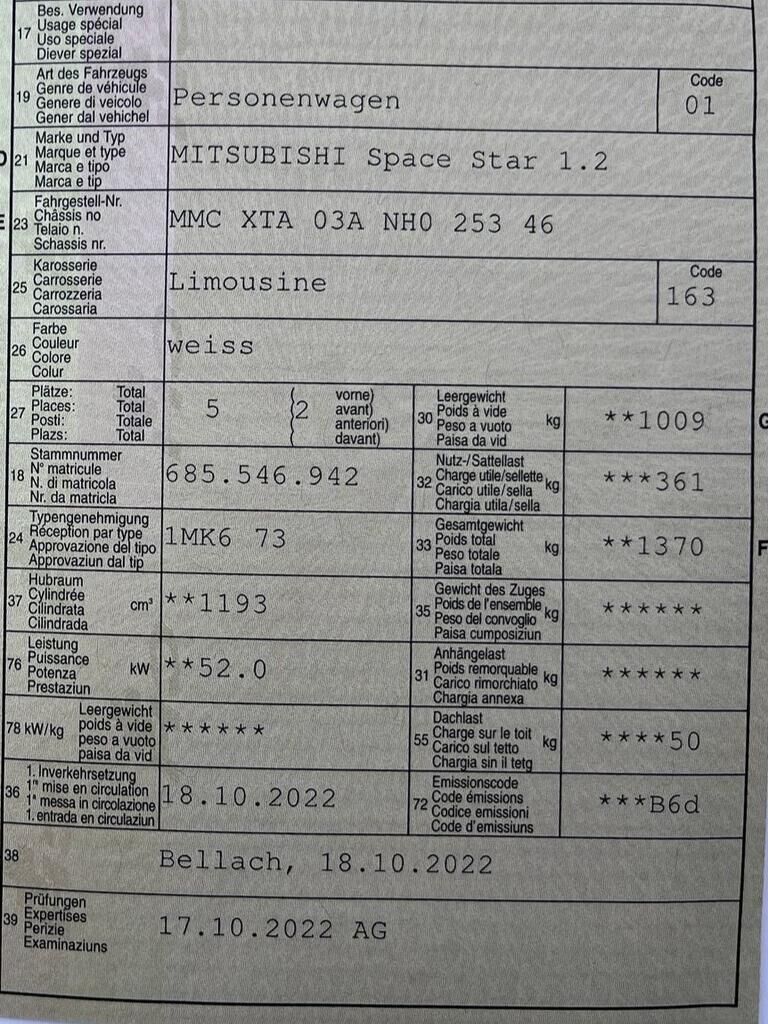 17 Bes. Verwendung
Usage spécial
Uso speciale
Diever spezial
19 Art des Fahrzeugs
Genre de véhicule
Genere di veicolo
Gener dal vehichel
Personenwagen
Code
01
21 Marke und Typ
Marque et type
Marca e tipo
Marca e tip
MITSUBISHI Space Star 1.2
23 Fahrgestell-Nr.
Châssis no
Telaio n.
Schassis nr.
MMC XTA 03A NH0 253 46
25 Karosserie
Carrosserie
Carrozzeria
Carossaria
Limousine
Code
163
26 Farbe
Couleur
Colore
Colur
weiss
27 Plätze: Total
Places: Total
Posti: Totale
Plazs: Total
5 (2 vorne)
avant)
anteriori)
davant)
30 Leergewicht
Poids à vide
Peso a vuoto
Paisa da vid
kg
**1009
G
18 Stammnummer
N° matricule
N. di matricola
Nr. da matricla
685.546.942
32 Nutz-/Sattellast
Charge utile/sellette
Carico utile/sella
Chargia utila/sella
kg
***361
24 Typengenehmigung
Réception par type
Approvazione del tipo
Approvaziun dal tip
1MK6 73
33 Gesamtgewicht
Poids total
Peso totale
Paisa totala
kg
**1370
F
37 Hubraum
Cylindrée
Cilindrata
Cilindrada
cm³
**1193
35 Gewicht des Zuges
Poids de l'ensemble
Peso del convoglio
Paisa cumposiziun
kg
******
76 Leistung
Puissance
Potenza
Prestaziun
kW
**52.0
31 Anhängelast
Poids remorquable
Carico rimorchiato
Chargia annexa
kg
******
78 kW/kg Leergewicht
poids à vide
peso a vuoto
paisa da vid
******
55 Dachlast
Charge sur le toit
Carico sul tetto
Chargia sin il tetg
kg
****50
36 1. Inverkehrsetzung
1re mise en circulation
1a messa in circolazione
1. entrada en circulaziun
18.10.2022
72 Emissionscode
Code émissions
Codice emissioni
Code d'emissiuns
***B6d
38
Bellach, 18.10.2022
39 Prüfungen
Expertises
Perizie
Examinaziuns
17.10.2022 AG